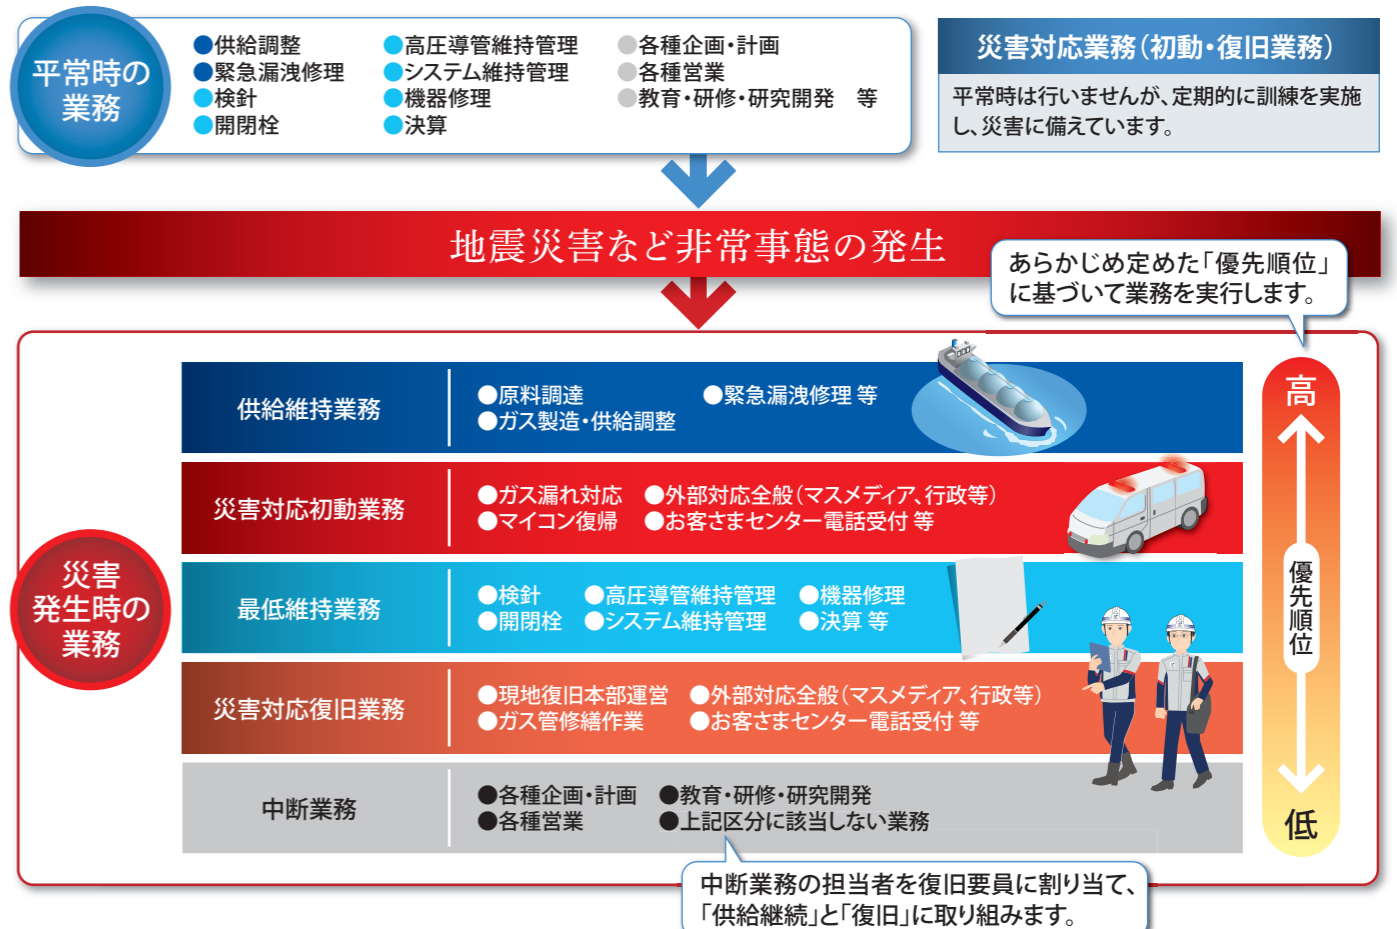 平常時の
業務
●供給調整
●緊急漏洩修理
●検針
●開閉栓
●高圧導管維持管理
●システム維持管理
●機器修理
●決算
●各種企画・計画
●各種営業
●教育・研修・研究開発　等
災害対応業務(初動・復旧業務)
平常時は行いませんが、定期的に訓練を実施
し、災害に備えています。
地震災害など非常事態の発生
あらかじめ定めた「優先順位」
に基づいて業務を実行します。
災害
発生時の
業務
供給維持業務
●原料調達
●緊急漏洩修理 等
●ガス製造・供給調整
災害対応初動業務
●ガス漏れ対応
●外部対応全般(マスメディア、行政等)
●マイコン復帰
●お客さまセンター電話受付 等
最低維持業務
●検針
●高圧導管維持管理
●機器修理
●開閉栓
●システム維持管理
●決算 等
災害対応復旧業務
●現地復旧本部運営
●外部対応全般(マスメディア、行政等)
●ガス管修繕作業
●お客さまセンター電話受付 等
中断業務
●各種企画・計画
●教育・研修・研究開発
●各種営業
●上記区分に該当しない業務
高
優先順位
低
中断業務の担当者を復旧要員に割り当て、
「供給継続」と「復旧」に取り組みます。